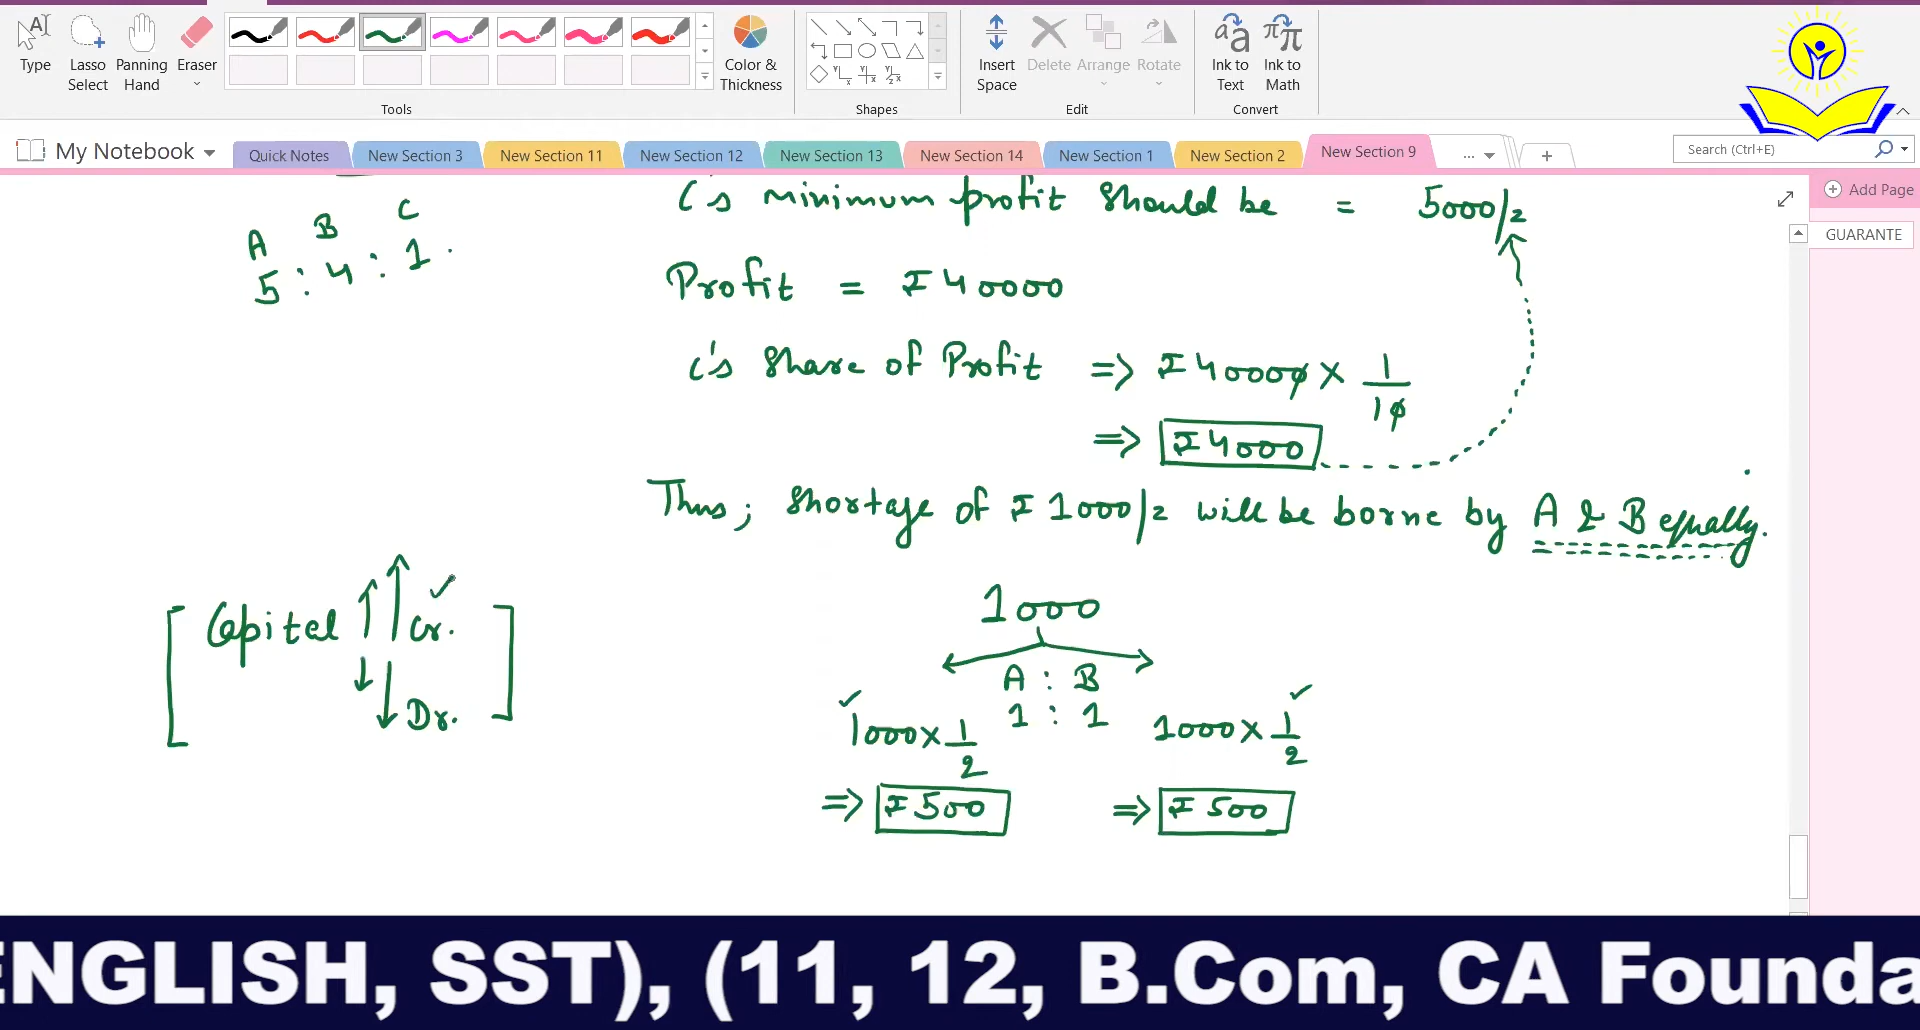 Type
Lasso Select
Panning Hand
Eraser
Color & Thickness
Insert Space
Delete
Arrange
Rotate
Ink to Text
Ink to Math
Tools
Shapes
Edit
Convert
My Notebook
Quick Notes
New Section 3
New Section 11
New Section 12
New Section 13
New Section 14
New Section 1
New Section 2
New Section 9
...
Search (Ctrl+E)
Add Page
GUARANTE
C's minimum profit should be = 5000/-
A B C
5 : 4 : 1 .
Profit = ₹ 40000
C's Share of Profit => ₹ 40000 × 1/10
=> ₹ 4000
Thus; Shortage of ₹ 1000/- will be borne by A & B equally.
1000
A : B
1 : 1
1000 × 1/2
1000 × 1/2
=> ₹ 500
=> ₹ 500
[ Capital ↑ ↑ Cr. ✓ ]
↓ ↓ Dr.
ENGLISH, SST), (11, 12, B.Com, CA Founda